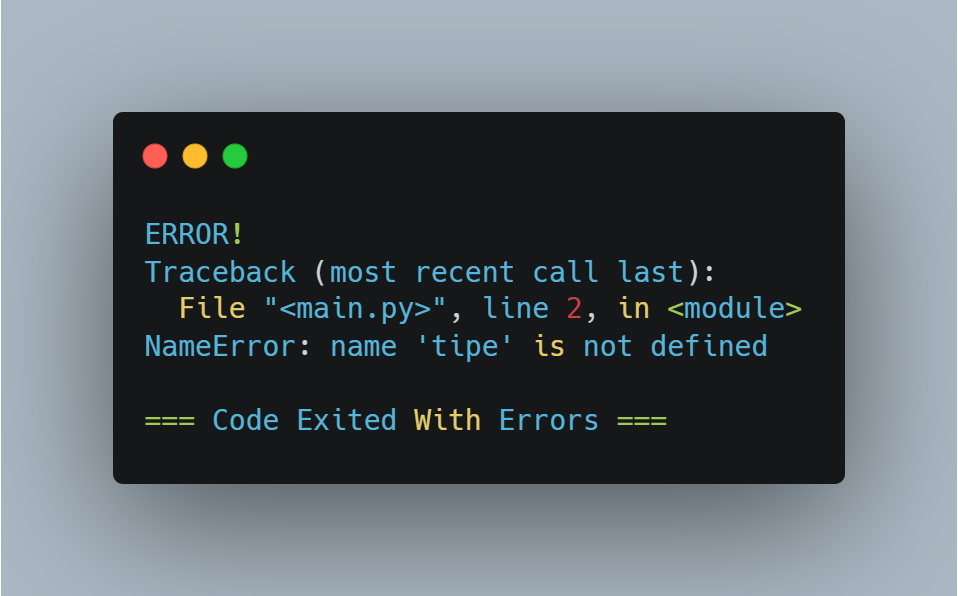 ERROR!
Traceback (most recent call last):
  File "<main.py>", line 2, in <module>
NameError: name 'tipe' is not defined
=== Code Exited With Errors ===